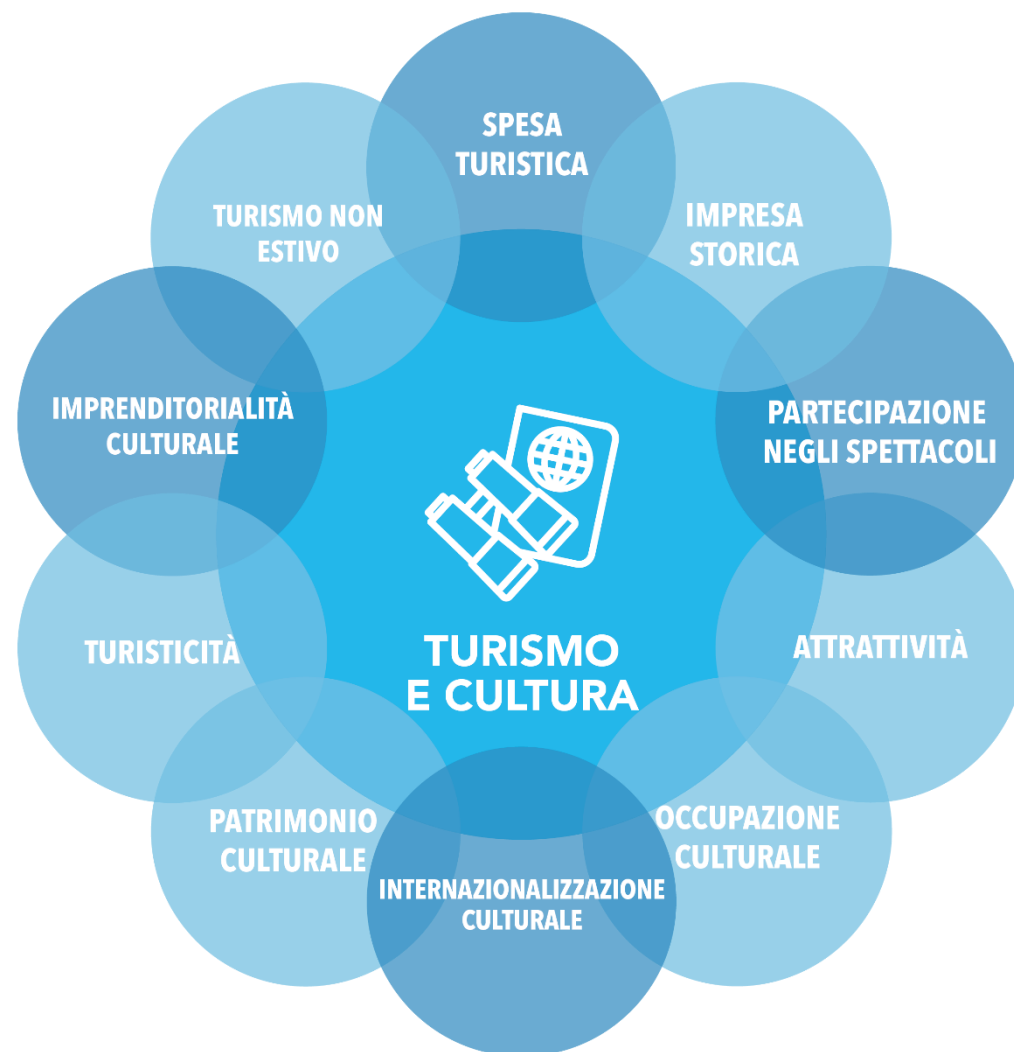 SPESA
TURISTICA
IMPRESA
STORICA
TURISMO NON
ESTIVO
PARTECIPAZIONE
NEGLI SPETTACOLI
IMPRENDITORIALITÀ
CULTURALE
TURISTICITÀ
ATTRATTIVITÀ
TURISMO
E CULTURA
PATRIMONIO
CULTURALE
OCCUPAZIONE
CULTURALE
INTERNAZIONALIZZAZIONE
CULTURALE